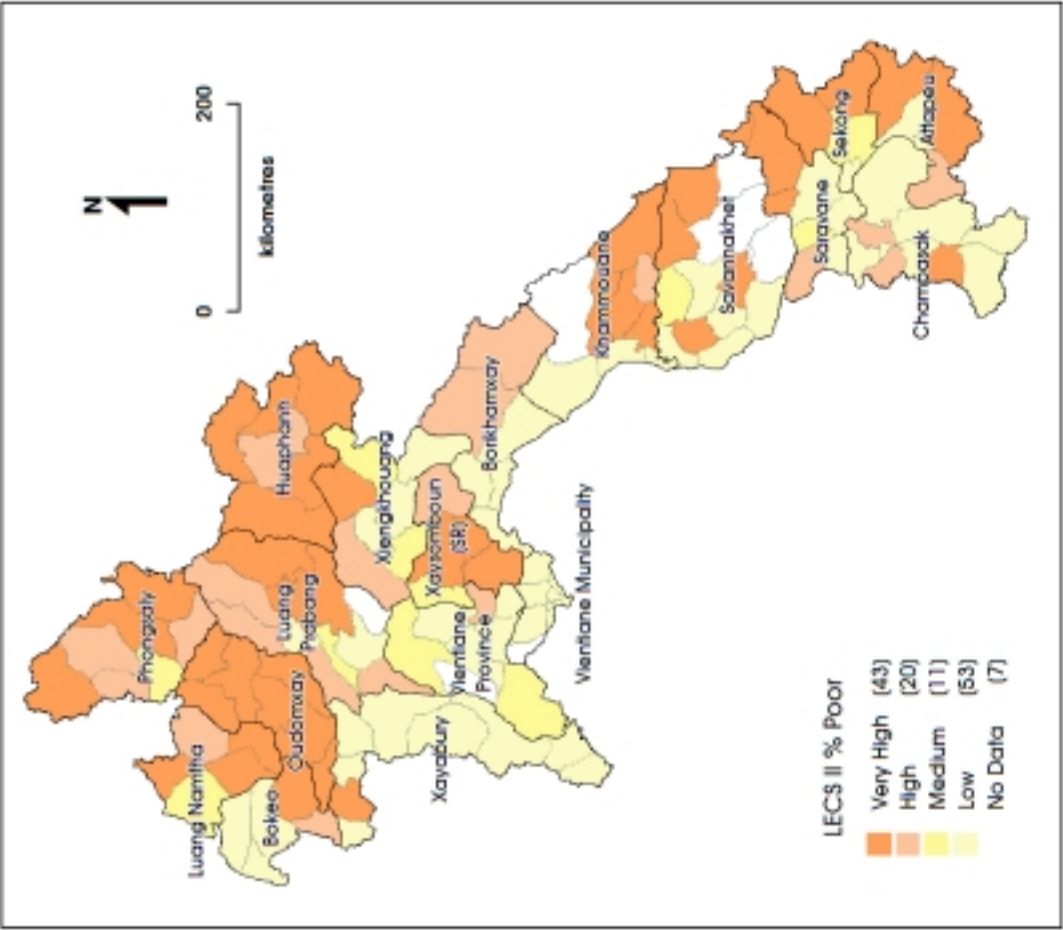 N
0 200
kilometres
Phongsaly
Luang Namtha
Bokeo
Oudomxay
Luang
Prabang
Huaphanh
Xayabury
Xiengkhouang
Vientiane
Province
Xaysomboun
(SR)
Borikhamxay
Vientiane Municipality
Khammouane
Savannakhet
Saravane
Sekong
Champasak
Attapeu
LECS II % Poor
Very High (43)
High (20)
Medium (11)
Low (53)
No Data (7)